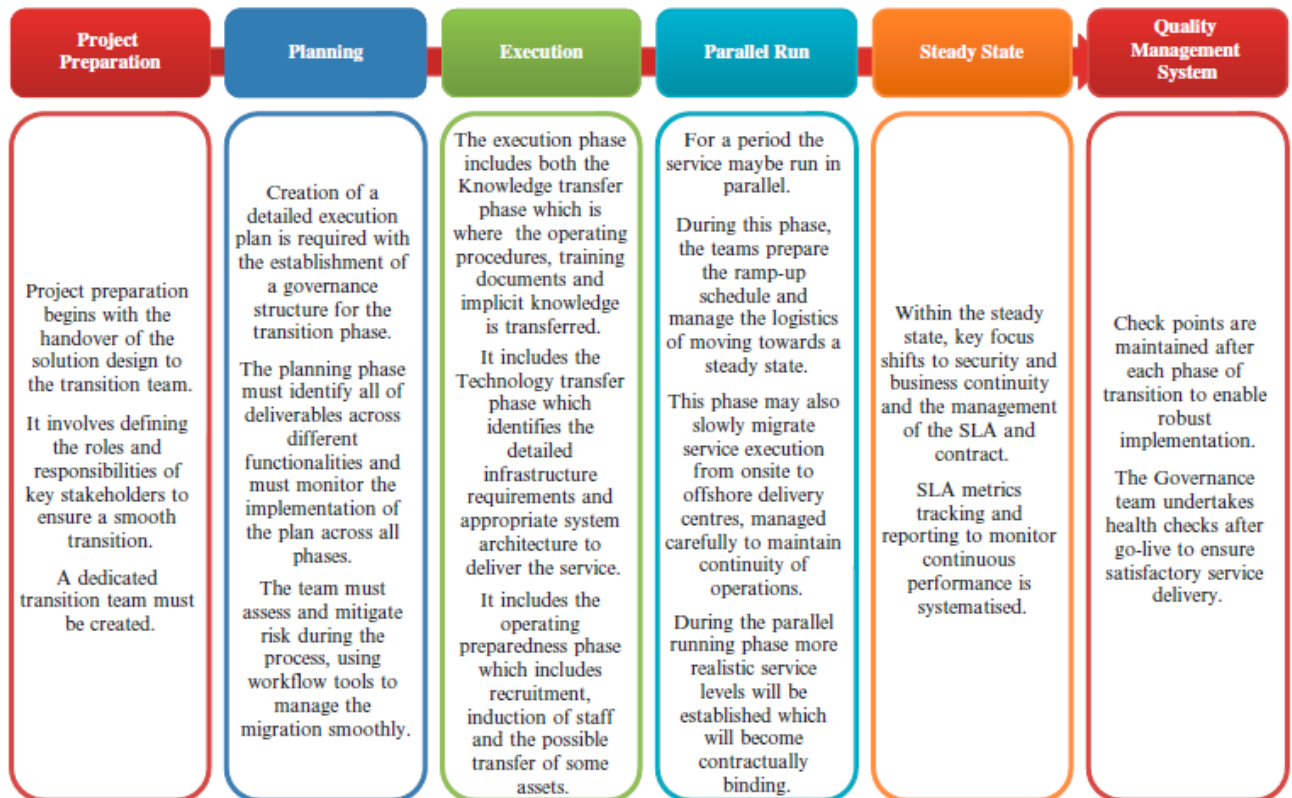 Project
Preparation
Planning
Execution
Parallel Run
Steady State
Quality
Management
System
Project preparation
begins with the
handover of the
solution design to
the transition team.
It involves defining
the roles and
responsibilities of
key stakeholders to
ensure a smooth
transition.
A dedicated
transition team must
be created.
Creation of a
detailed execution
plan is required with
the establishment of
a governance
structure for the
transition phase.
The planning phase
must identify all of
deliverables across
different
functionalities and
must monitor the
implementation of
the plan across all
phases.
The team must
assess and mitigate
risk during the
process, using
workflow tools to
manage the
migration smoothly.
The execution phase
includes both the
Knowledge transfer
phase which is
where the operating
procedures, training
documents and
implicit knowledge
is transferred.
It includes the
Technology transfer
phase which
identifies the
detailed
infrastructure
requirements and
appropriate system
architecture to
deliver the service.
It includes the
operating
preparedness phase
which includes
recruitment,
induction of staff
and the possible
transfer of some
assets.
For a period the
service maybe run in
parallel.
During this phase,
the teams prepare
the ramp-up
schedule and
manage the logistics
of moving towards a
steady state.
This phase may also
slowly migrate
service execution
from onsite to
offshore delivery
centres, managed
carefully to maintain
continuity of
operations.
During the parallel
running phase more
realistic service
levels will be
established which
will become
contractually
binding.
Within the steady
state, key focus
shifts to security and
business continuity
and the management
of the SLA and
contract.
SLA metrics
tracking and
reporting to monitor
continuous
performance is
systematised.
Check points are
maintained after
each phase of
transition to enable
robust
implementation.
The Governance
team undertakes
health checks after
go-live to ensure
satisfactory service
delivery.